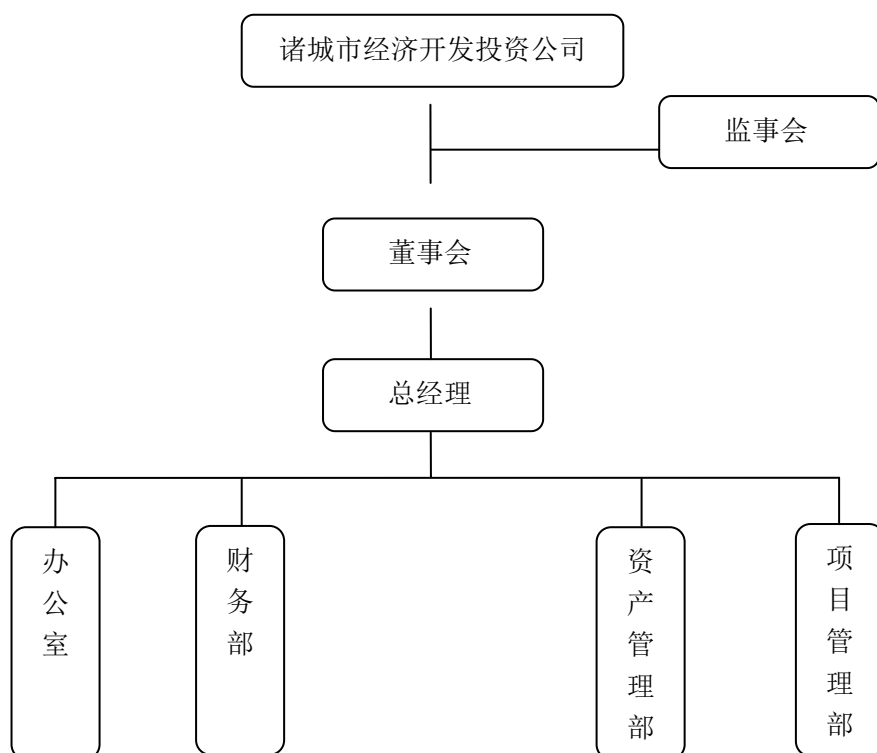 诸城市经济开发投资公司
监事会
董事会
总经理
办公室
财务部
资产管理部
项目管理部